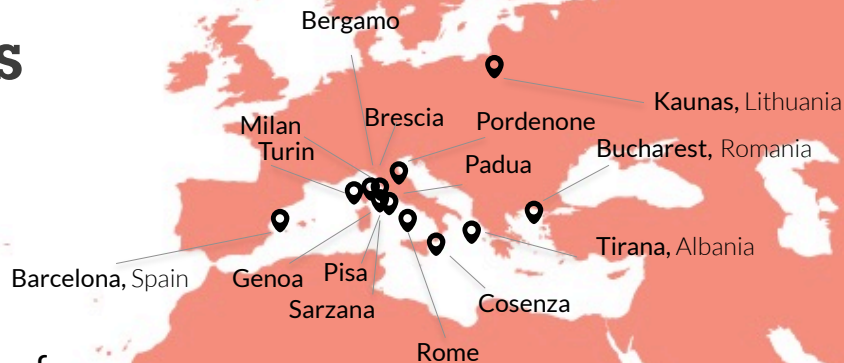 Bergamo
s
Kaunas, Lithuania
Brescia
Milan
Pordenone
Turin
Bucharest, Romania
Padua
Tirana, Albania
Barcelona, Spain
Genoa
Pisa
Sarzana
Cosenza
Rome